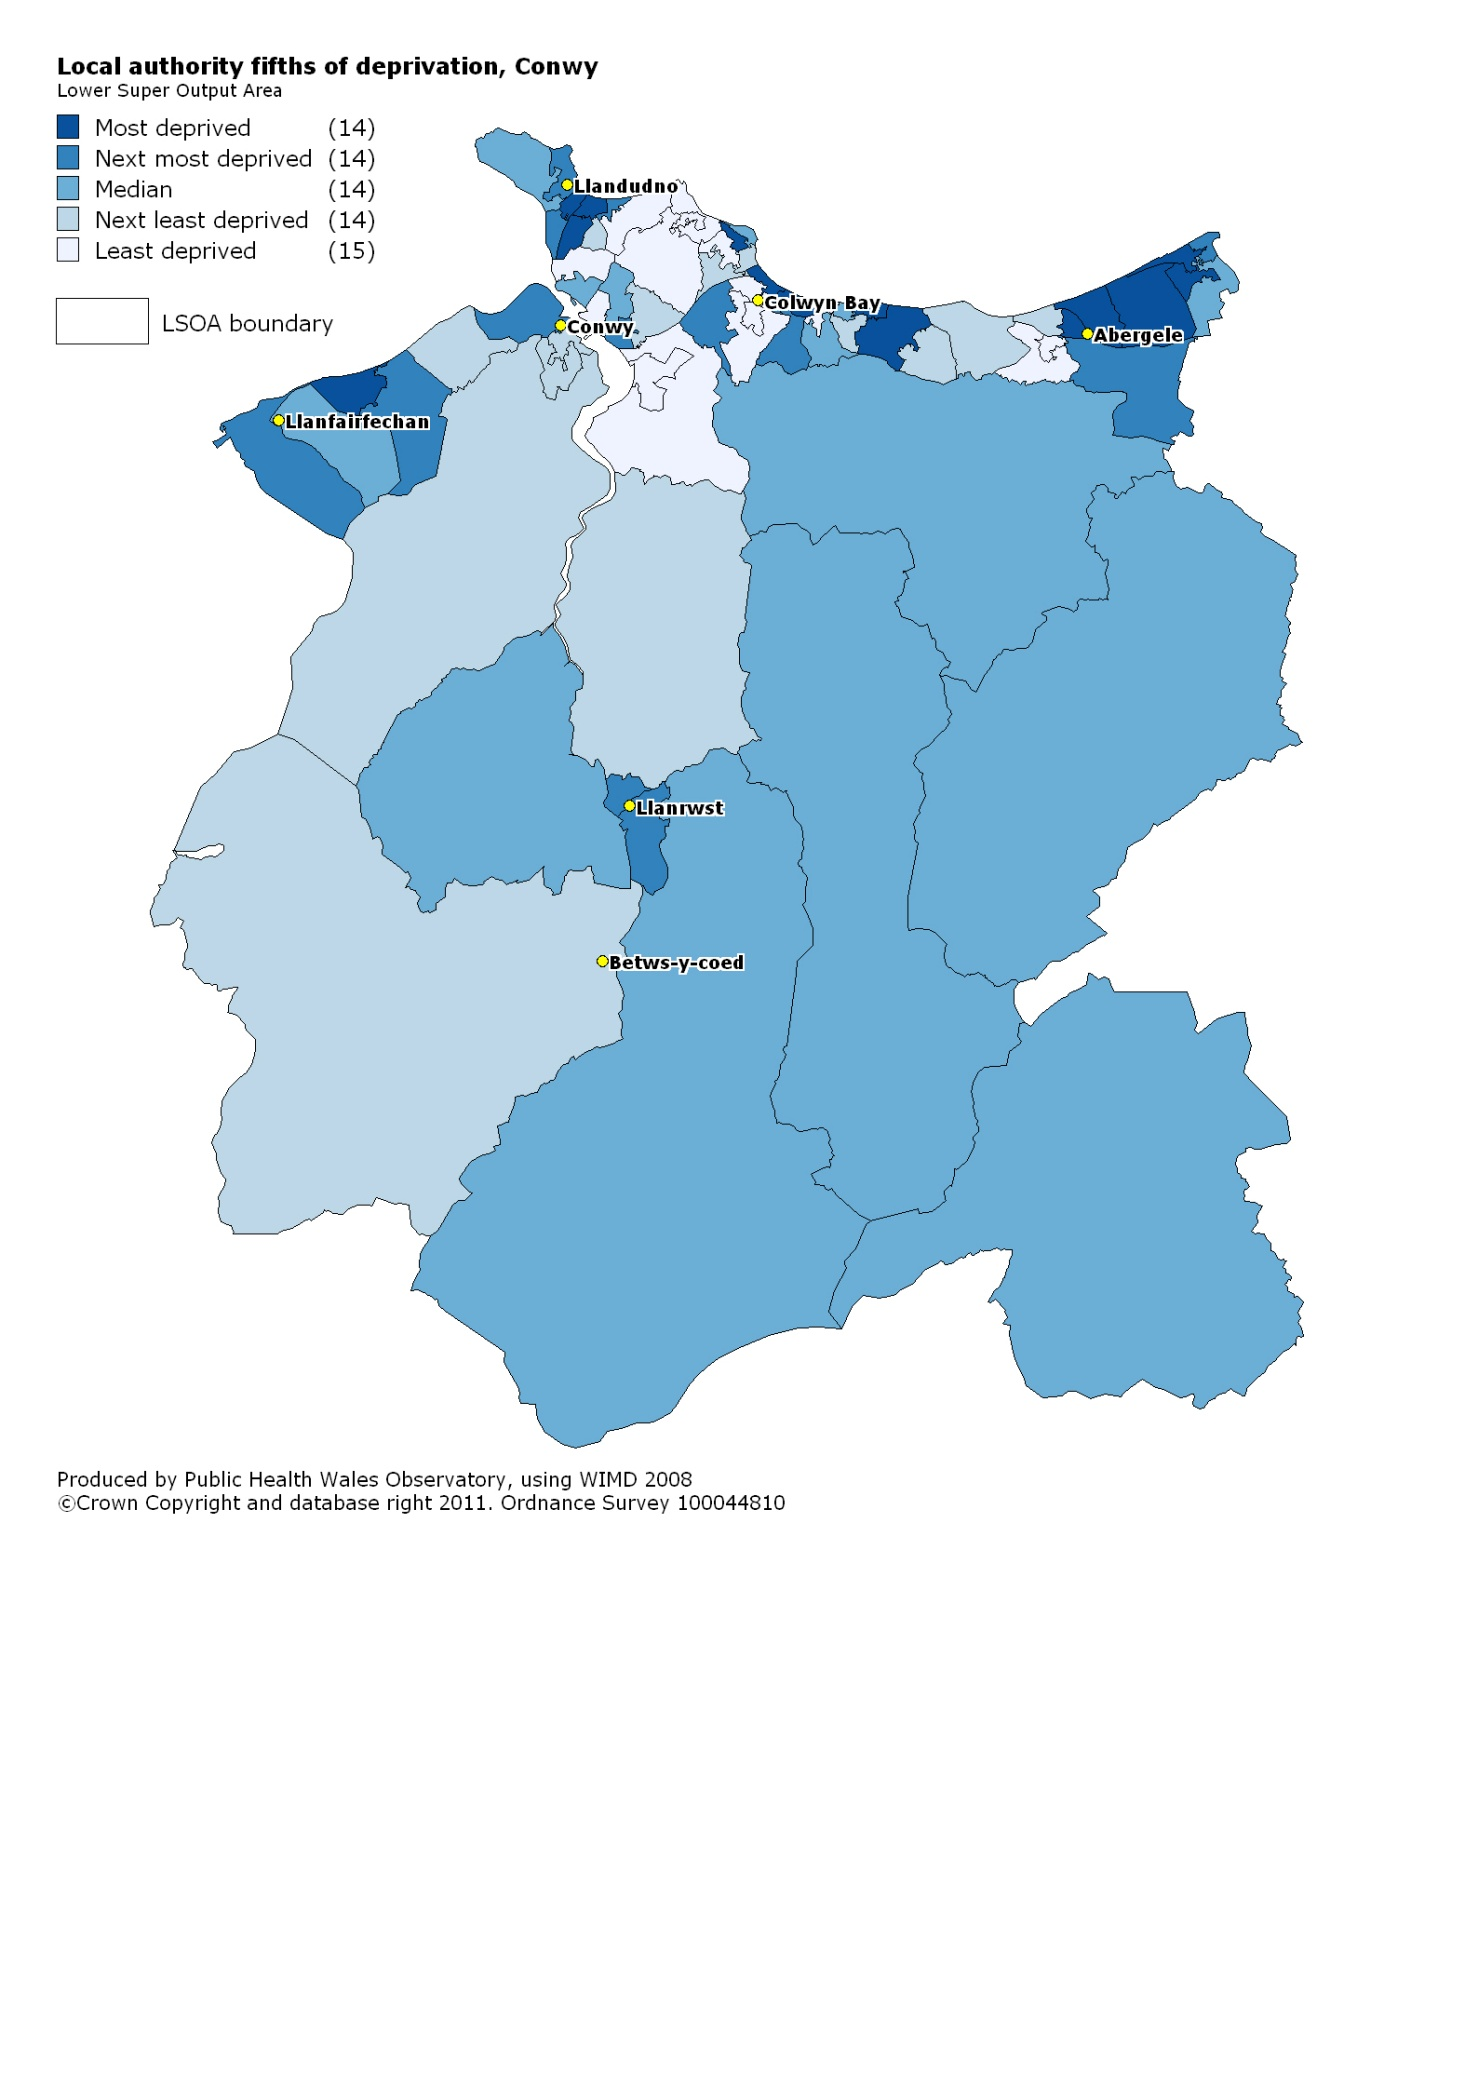 Local authority fifths of deprivation, Conwy
Lower Super Output Area
Most deprived (14)
Next most deprived (14)
Median (14)
Next least deprived (14)
Least deprived (15)
LSOA boundary
Llandudno
Colwyn Bay
Conwy
Abergele
Llanfairfechan
Llanrwst
Betws-y-coed
Produced by Public Health Wales Observatory, using WIMD 2008
©Crown Copyright and database right 2011. Ordnance Survey 100044810